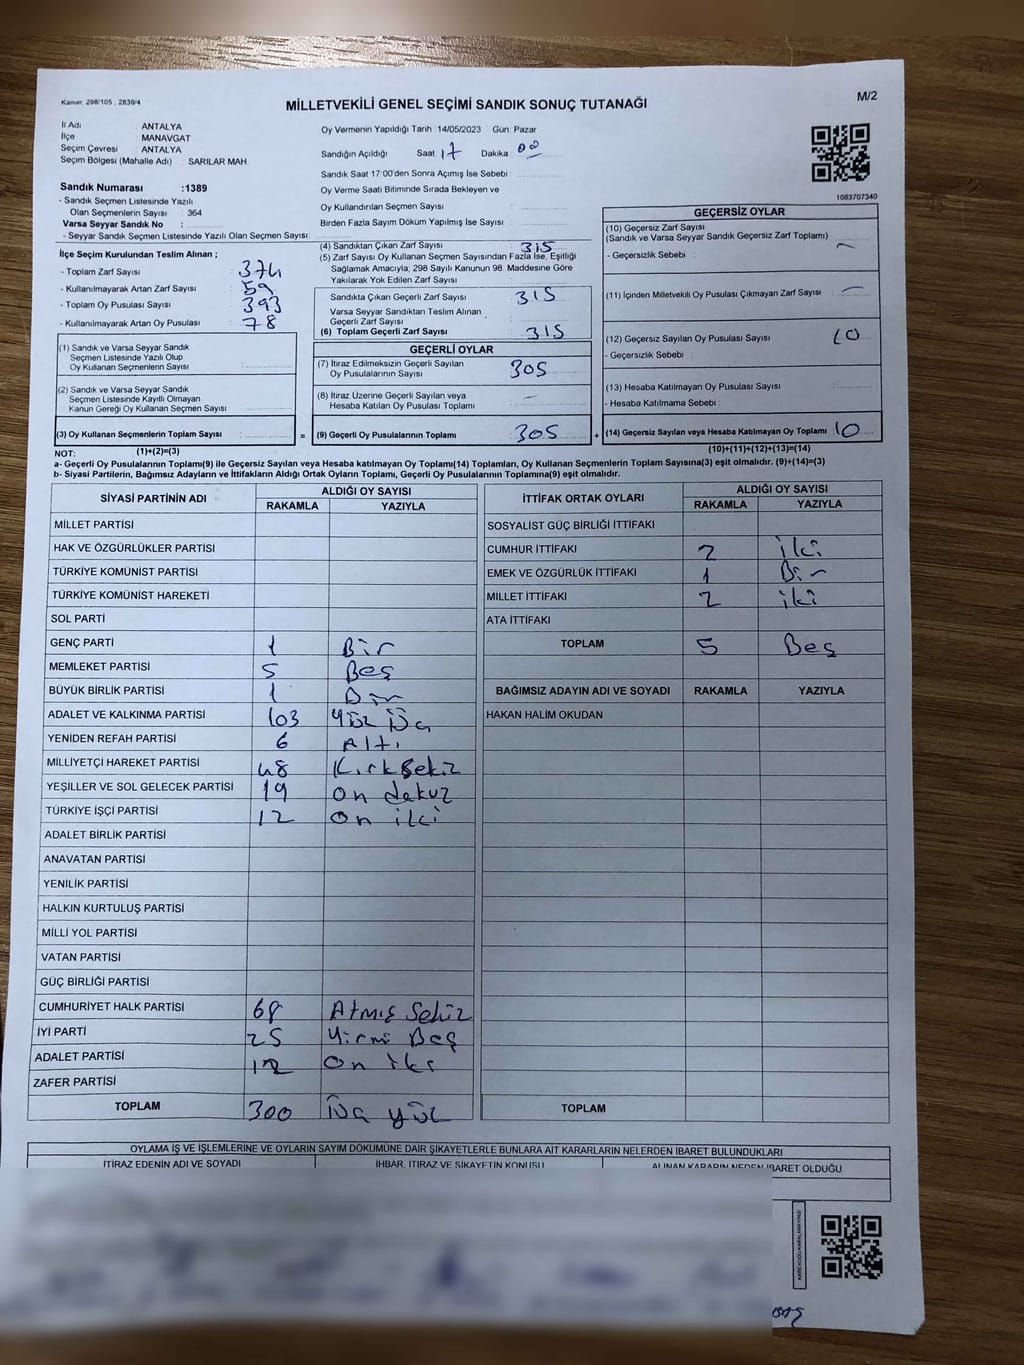 Kanun: 298/105 , 2839/4
MİLLETVEKİLİ GENEL SEÇİMİ SANDIK SONUÇ TUTANAĞI
M/2
İl Adı ANTALYA
İlçe MANAVGAT
Seçim Çevresi ANTALYA
Seçim Bölgesi (Mahalle Adı) : SARILAR MAH.
Sandık Numarası :1389
- Sandık Seçmen Listesinde Yazılı
Olan Seçmenlerin Sayısı : 364
Varsa Seyyar Sandık No :
- Seyyar Sandık Seçmen Listesinde Yazılı Olan Seçmen Sayısı:
Oy Vermenin Yapıldığı Tarih :14/05/2023 Gün: Pazar
Sandığın Açıldığı Saat: 17 Dakika: 00
Sandık Saat 17:00'den Sonra Açımış İse Sebebi :
Oy Verme Saati Bitiminde Sırada Bekleyen ve
Oy Kullandırılan Seçmen Sayısı :
Birden Fazla Sayım Döküm Yapılmış İse Sayısı :
1063707340
İlçe Seçim Kurulundan Teslim Alınan ;
- Toplam Zarf Sayısı : 374
- Kullanılmayarak Artan Zarf Sayısı : 59
- Toplam Oy Pusulası Sayısı : 393
- Kullanılmayarak Artan Oy Pusulası : 78
(1) Sandık ve Varsa Seyyar Sandık
Seçmen Listesinde Yazılı Olup
Oy Kullanan Seçmenlerin Sayısı :
(2) Sandık ve Varsa Seyyar Sandık
Seçmen Listesinde Kayıtlı Olmayan
Kanun Gereği Oy Kullanan Seçmen Sayısı :
(3) Oy Kullanan Seçmenlerin Toplam Sayısı :
(4) Sandıktan Çıkan Zarf Sayısı : 315
(5) Zarf Sayısı Oy Kullanan Seçmen Sayısından Fazla İse, Eşitliği
Sağlamak Amacıyla; 298 Sayılı Kanunun 98. Maddesine Göre
Yakılarak Yok Edilen Zarf Sayısı :
Sandıkta Çıkan Geçerli Zarf Sayısı : 315
Varsa Seyyar Sandıktan Teslim Alınan
Geçerli Zarf Sayısı :
(6) Toplam Geçerli Zarf Sayısı : 315
GEÇERLİ OYLAR
(7) İtiraz Edilmeksizin Geçerli Sayılan
Oy Pusulalarının Sayısı : 305
(8) İtiraz Üzerine Geçerli Sayılan veya
Hesaba Katılan Oy Pusulası Toplamı : -
= (9) Geçerli Oy Pusulalarının Toplamı : 305 +
GEÇERSİZ OYLAR
(10) Geçersiz Zarf Sayısı
(Sandık ve Varsa Seyyar Sandık Geçersiz Zarf Toplamı) : -
- Geçersizlik Sebebi :
(11) İçinden Milletvekili Oy Pusulası Çıkmayan Zarf Sayısı : -
(12) Geçersiz Sayılan Oy Pusulası Sayısı : 10
- Geçersizlik Sebebi :
(13) Hesaba Katılmayan Oy Pusulası Sayısı :
- Hesaba Katılmama Sebebi :
(14) Geçersiz Sayılan veya Hesaba Katılmayan Oy Toplamı : 10
NOT: (1)+(2)=(3) (10)+(11)+(12)+(13)=(14)
a- Geçerli Oy Pusulalarının Toplamı(9) ile Geçersiz Sayılan veya Hesaba katılmayan Oy Toplamı(14) Toplamları, Oy Kullanan Seçmenlerin Toplam Sayısına(3) eşit olmalıdır. (9)+(14)=(3)
b- Siyasi Partilerin, Bağımsız Adayların ve İttifakların Aldığı Ortak Oyların Toplamı, Geçerli Oy Pusulalarının Toplamına(9) eşit olmalıdır.
SİYASİ PARTİNİN ADI ALDIĞI OY SAYISI
RAKAMLA YAZIYLA
MİLLET PARTİSİ
HAK VE ÖZGÜRLÜKLER PARTİSİ
TÜRKİYE KOMÜNİST PARTİSİ
TÜRKİYE KOMÜNİST HAREKETİ
SOL PARTİ
GENÇ PARTİ 1 Bir
MEMLEKET PARTİSİ 5 Beş
BÜYÜK BİRLİK PARTİSİ 1 Bir
ADALET VE KALKINMA PARTİSİ 103 Yüz Üç
YENİDEN REFAH PARTİSİ 6 Altı
MİLLİYETÇİ HAREKET PARTİSİ 48 Kırk Sekiz
YEŞİLLER VE SOL GELECEK PARTİSİ 19 On dokuz
TÜRKİYE İŞÇİ PARTİSİ 12 On iki
ADALET BİRLİK PARTİSİ
ANAVATAN PARTİSİ
YENİLİK PARTİSİ
HALKIN KURTULUŞ PARTİSİ
MİLLİ YOL PARTİSİ
VATAN PARTİSİ
GÜÇ BİRLİĞİ PARTİSİ
CUMHURİYET HALK PARTİSİ 68 Atmış Sekiz
İYİ PARTİ 25 Yirmi Beş
ADALET PARTİSİ 12 On iki
ZAFER PARTİSİ
TOPLAM 300 Üç yüz
İTTİFAK ORTAK OYLARI ALDIĞI OY SAYISI
RAKAMLA YAZIYLA
SOSYALİST GÜÇ BİRLİĞİ İTTİFAKI
CUMHUR İTTİFAKI 2 iki
EMEK VE ÖZGÜRLÜK İTTİFAKI 1 Bir
MİLLET İTTİFAKI 2 iki
ATA İTTİFAKI
TOPLAM 5 Beş
BAĞIMSIZ ADAYIN ADI VE SOYADI RAKAMLA YAZIYLA
HAKAN HALİM OKUDAN
TOPLAM
OYLAMA İŞ VE İŞLEMLERİNE VE OYLARIN SAYIM DÖKÜMÜNE DAİR ŞİKAYETLERLE BUNLARA AİT KARARLARIN NELERDEN İBARET BULUNDUKLARI
İTİRAZ EDENİN ADI VE SOYADI İHBAR, İTİRAZ VE ŞİKAYETİN KONUSU ALINAN KARARIN NEDEN İBARET OLDUĞU